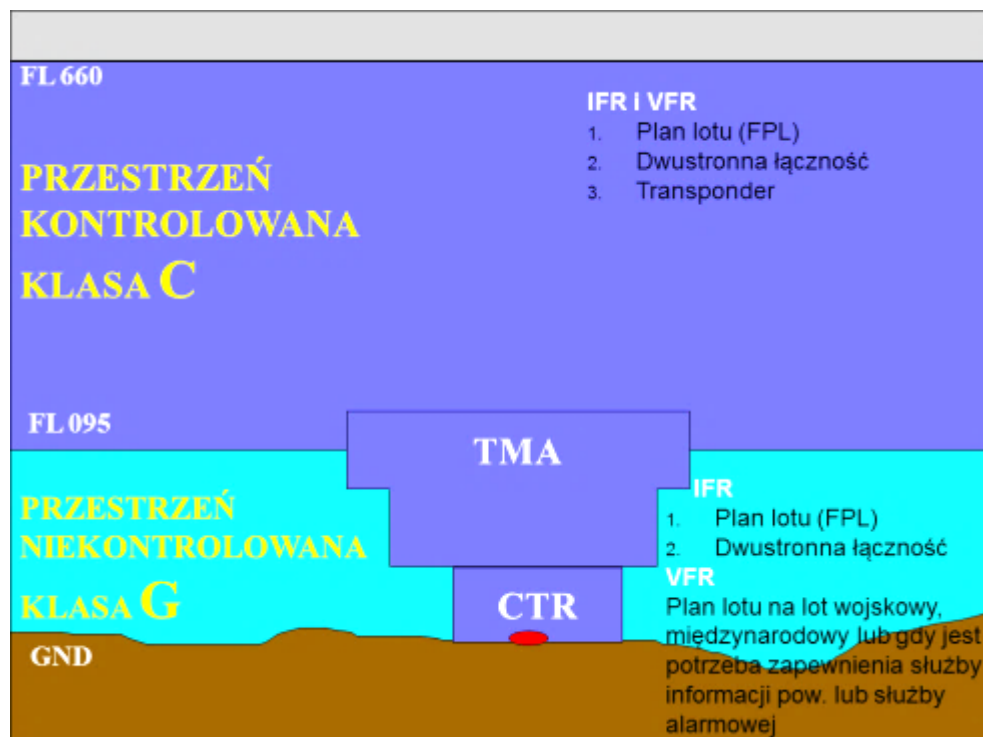 FL 660
IFR i VFR
1. Plan lotu (FPL)
2. Dwustronna łączność
3. Transponder
PRZESTRZEŃ
KONTROLOWANA
KLASA C
FL 095
TMA
PRZESTRZEŃ
NIEKONTROLOWANA
KLASA G
CTR
GND
IFR
1. Plan lotu (FPL)
2. Dwustronna łączność
VFR
Plan lotu na lot wojskowy,
międzynarodowy lub gdy jest
potrzeba zapewnienia służby
informacji pow. lub służby
alarmowej